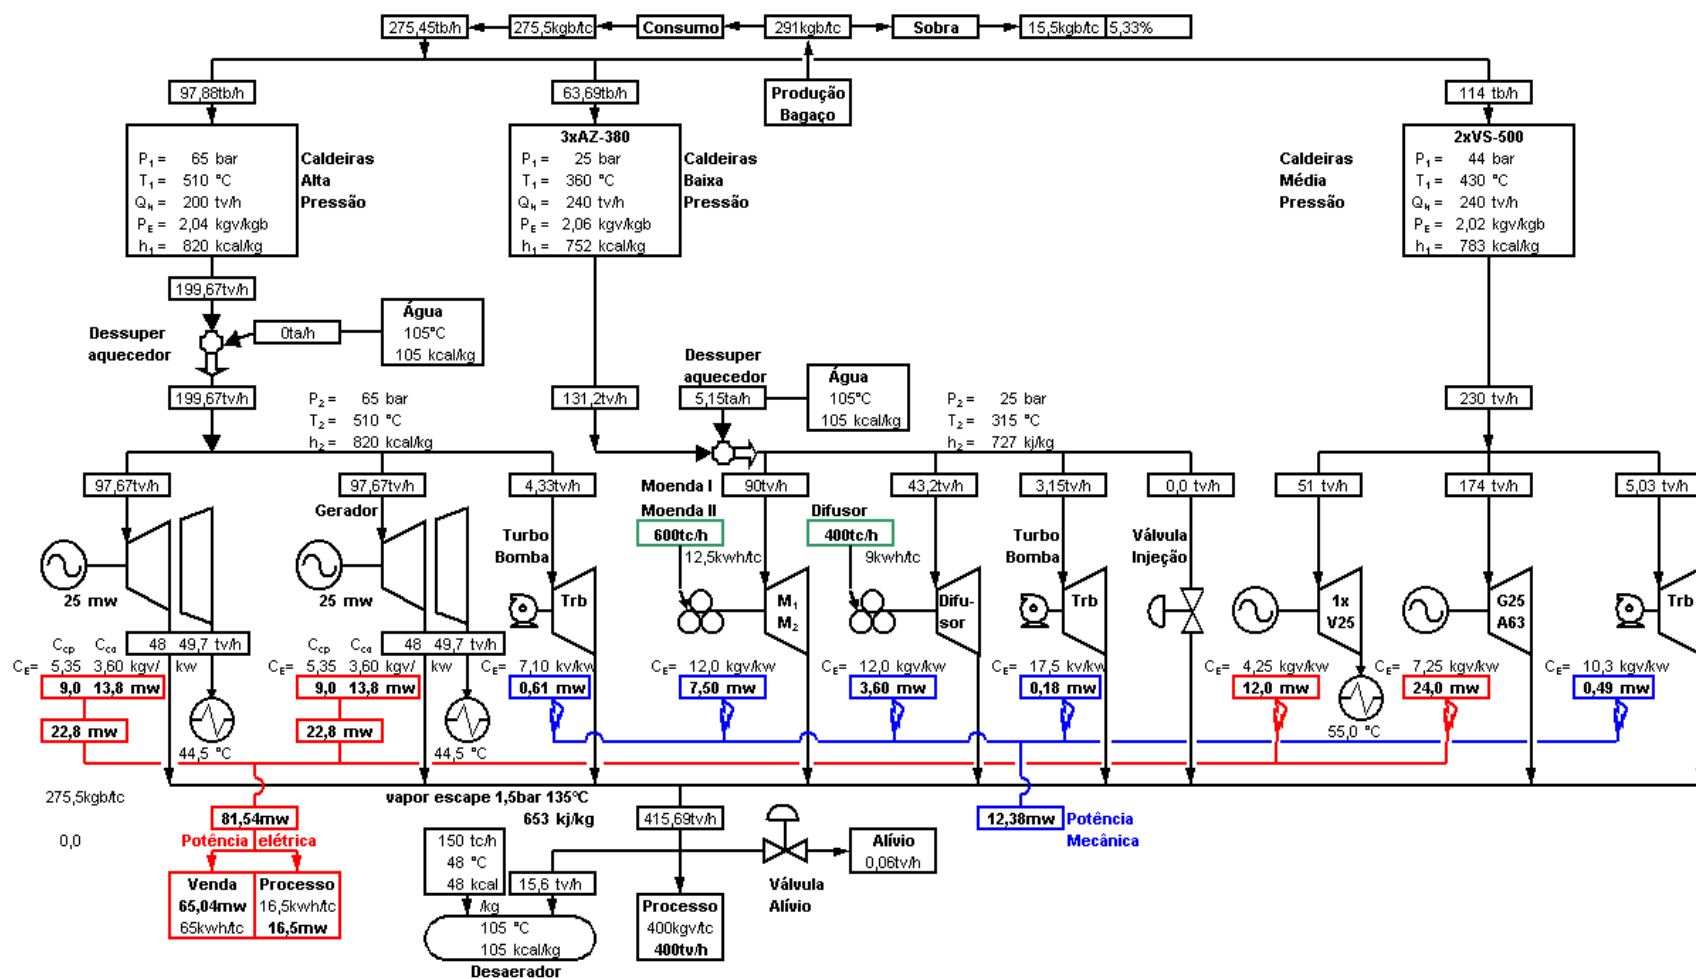 275,45tb/h 275,5kgb/tc Consumo 291kgb/tc Sobra 15,5kgb/tc 5,33%
97,88tb/h 63,69tb/h Produção Bagaço 114 tb/h
P₁ = 65 bar
T₁ = 510 °C
Qₙ = 200 tv/h
Pᴇ = 2,04 kgv/kgb
h₁ = 820 kcal/kg
Caldeiras
Alta
Pressão
3xAZ-380
P₁ = 25 bar
T₁ = 360 °C
Qₙ = 240 tv/h
Pᴇ = 2,06 kgv/kgb
h₁ = 752 kcal/kg
Caldeiras
Baixa
Pressão
Caldeiras
Média
Pressão
2xVS-500
P₁ = 44 bar
T₁ = 430 °C
Qₙ = 240 tv/h
Pᴇ = 2,02 kgv/kgb
h₁ = 783 kcal/kg
199,67tv/h
Dessuper
aquecedor
0ta/h
Água
105°C
105 kcal/kg
199,67tv/h
P₂ = 65 bar
T₂ = 510 °C
h₂ = 820 kcal/kg
131,2tv/h
Dessuper
aquecedor
5,15ta/h
Água
105°C
105 kcal/kg
P₂ = 25 bar
T₂ = 315 °C
h₂ = 727 kj/kg
230 tv/h
97,67tv/h 97,67tv/h 4,33tv/h Moenda I 90tv/h 43,2tv/h 3,15tv/h 0,0 tv/h 51 tv/h 174 tv/h 5,03 tv/h
Gerador
Moenda II
600tc/h
12,5kwh/tc
Difusor
400tc/h
9kwh/tc
Turbo
Bomba
Turbo
Bomba
Válvula
Injeção
25 mw
25 mw
Trb
M₁
M₂
Difu-
sor
Trb
1x
V25
G25
A63
Trb
Ccp Ccd
48 49,7 tv/h
Ccp Ccd
48 49,7 tv/h
Cᴇ= 5,35 3,60 kgv/ kw
Cᴇ= 5,35 3,60 kgv/ kw
Cᴇ= 7,10 kv/kw
Cᴇ= 12,0 kgv/kw
Cᴇ= 12,0 kgv/kw
Cᴇ= 17,5 kv/kw
Cᴇ= 4,25 kgv/kw
Cᴇ= 7,25 kgv/kw
Cᴇ= 10,3 kgv/kw
9,0 13,8 mw
9,0 13,8 mw
0,61 mw
7,50 mw
3,60 mw
0,18 mw
12,0 mw
24,0 mw
0,49 mw
22,8 mw
22,8 mw
44,5 °C
44,5 °C
55,0 °C
275,5kgb/tc
0,0
vapor escape 1,5bar 135°C
653 kj/kg
81,54mw
Potência elétrica
Venda
65,04mw
65kwh/tc
Processo
16,5kwh/tc
16,5mw
415,69tv/h
12,38mw
Potência
Mecânica
150 tc/h
48 °C
48 kcal
/kg
15,6 tv/h
105 °C
105 kcal/kg
Desaerador
Processo
400kgv/tc
400tv/h
Válvula
Alívio
Alívio
0,06tv/h